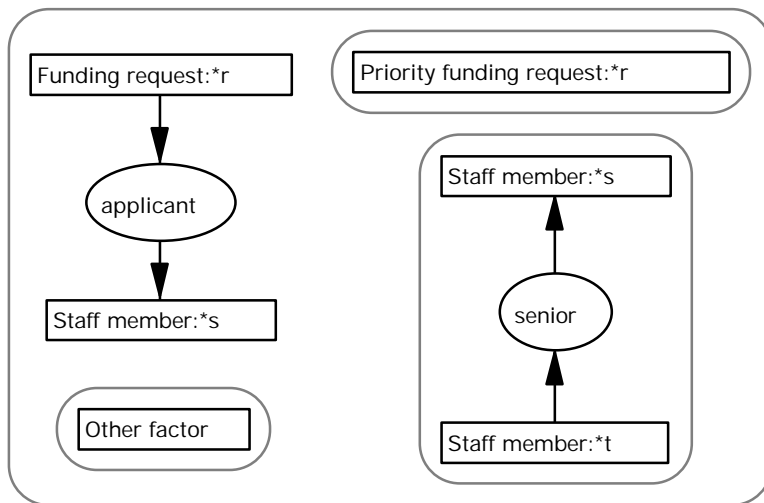 Funding request:*r
Priority funding request:*r
applicant
Staff member:*s
Staff member:*s
senior
Other factor
Staff member:*t